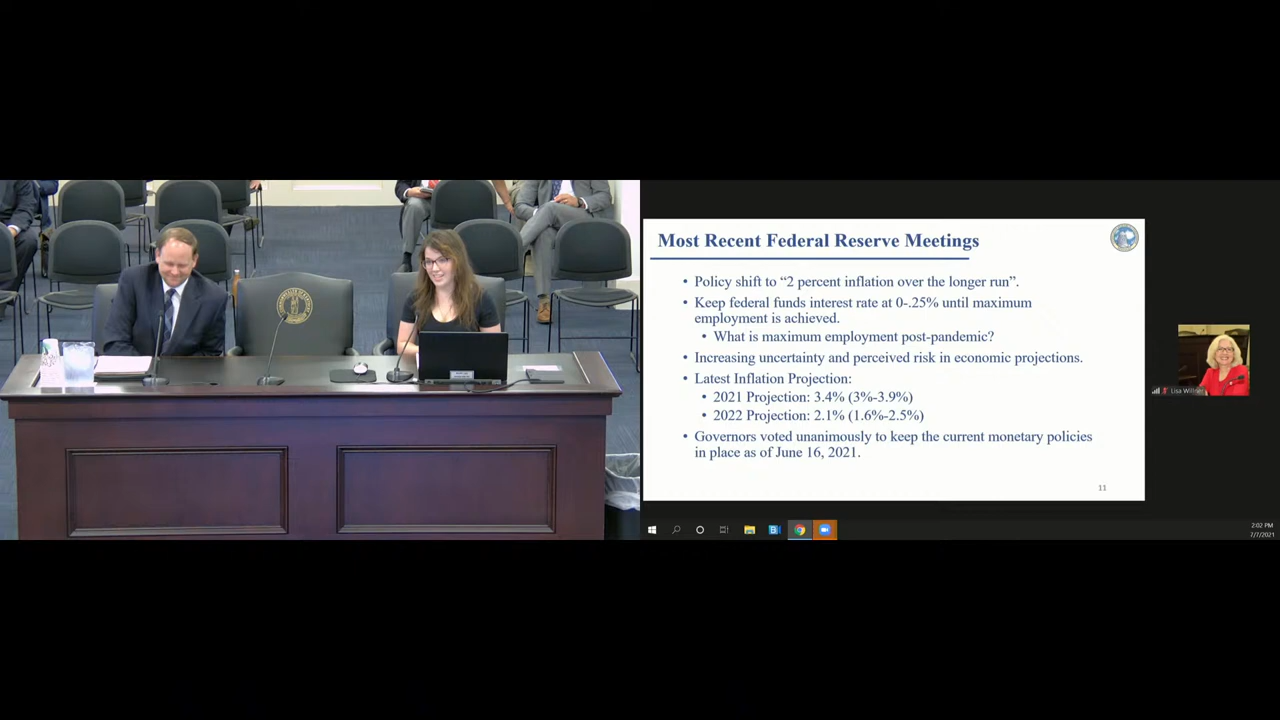 Most Recent Federal Reserve Meetings
• Policy shift to “2 percent inflation over the longer run”.
• Keep federal funds interest rate at 0-.25% until maximum
employment is achieved.
• What is maximum employment post-pandemic?
• Increasing uncertainty and perceived risk in economic projections.
• Latest Inflation Projection:
• 2021 Projection: 3.4% (3%-3.9%)
• 2022 Projection: 2.1% (1.6%-2.5%)
• Governors voted unanimously to keep the current monetary policies
in place as of June 16, 2021.
11
Lisa
2:02 PM
7/7/2021